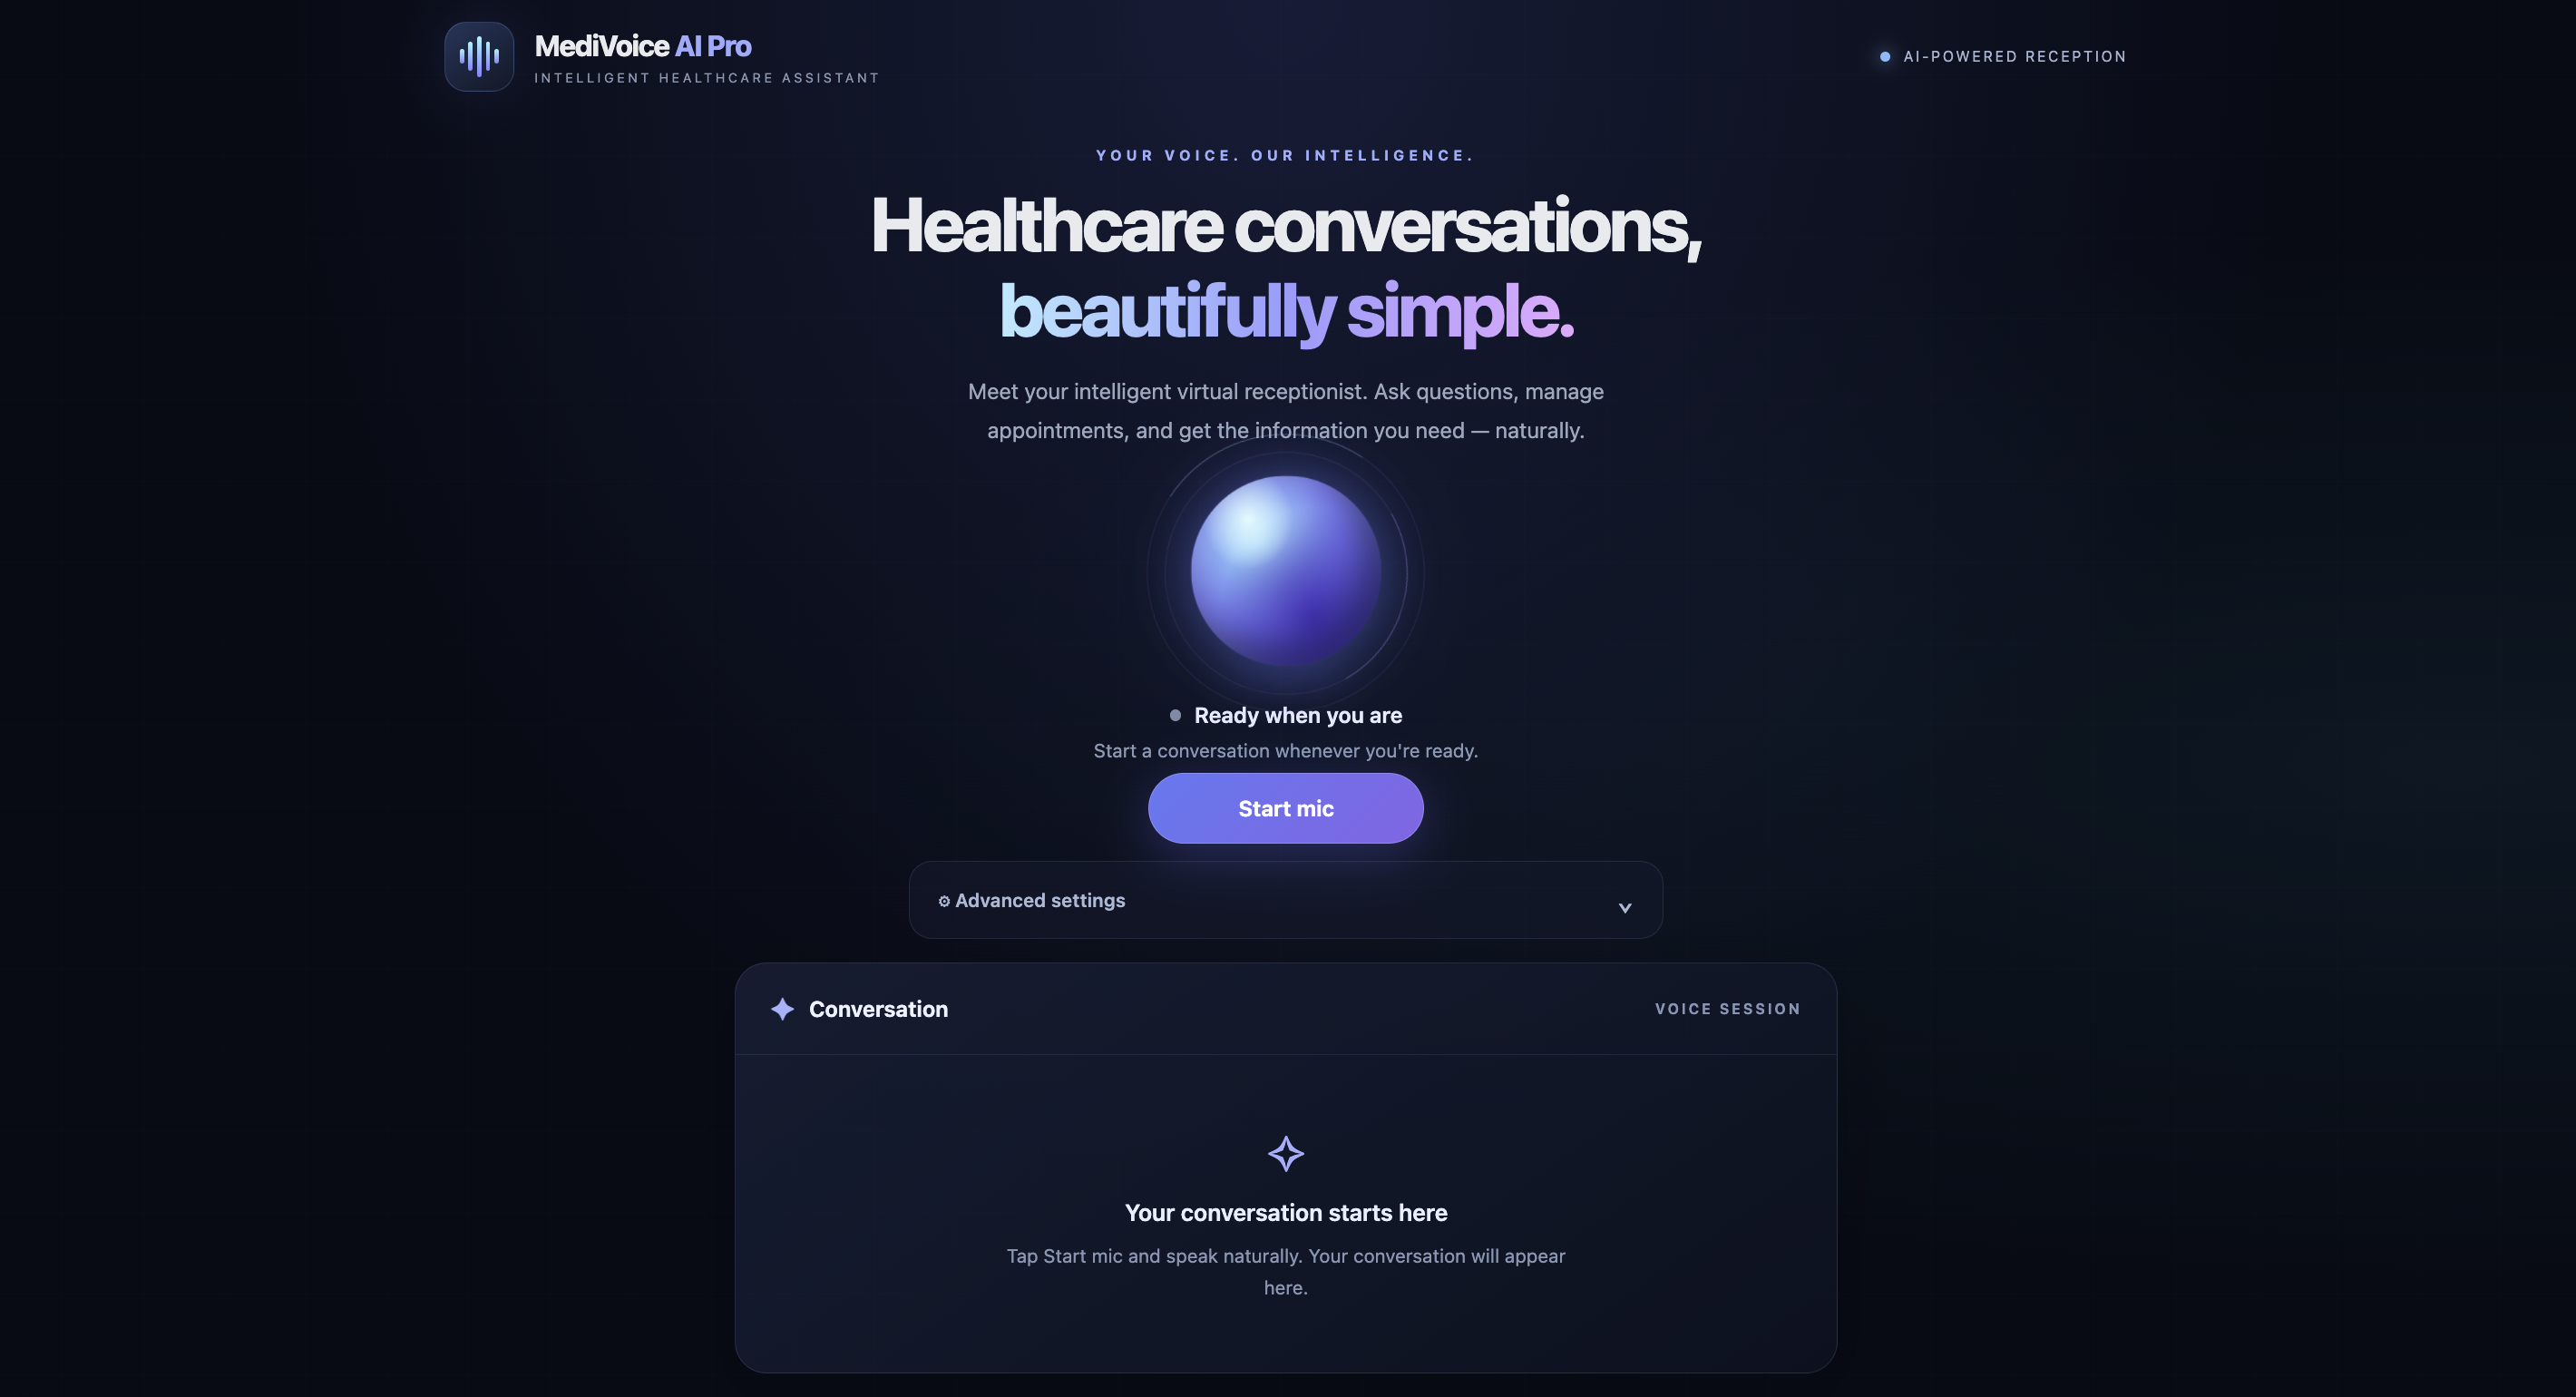 MediVoice AI Pro
INTELLIGENT HEALTHCARE ASSISTANT
AI-POWERED RECEPTION
YOUR VOICE. OUR INTELLIGENCE.
Healthcare conversations,
beautifully simple.
Meet your intelligent virtual receptionist. Ask questions, manage
appointments, and get the information you need — naturally.
Ready when you are
Start a conversation whenever you're ready.
Start mic
⚙ Advanced settings
Conversation
VOICE SESSION
Your conversation starts here
Tap Start mic and speak naturally. Your conversation will appear
here.